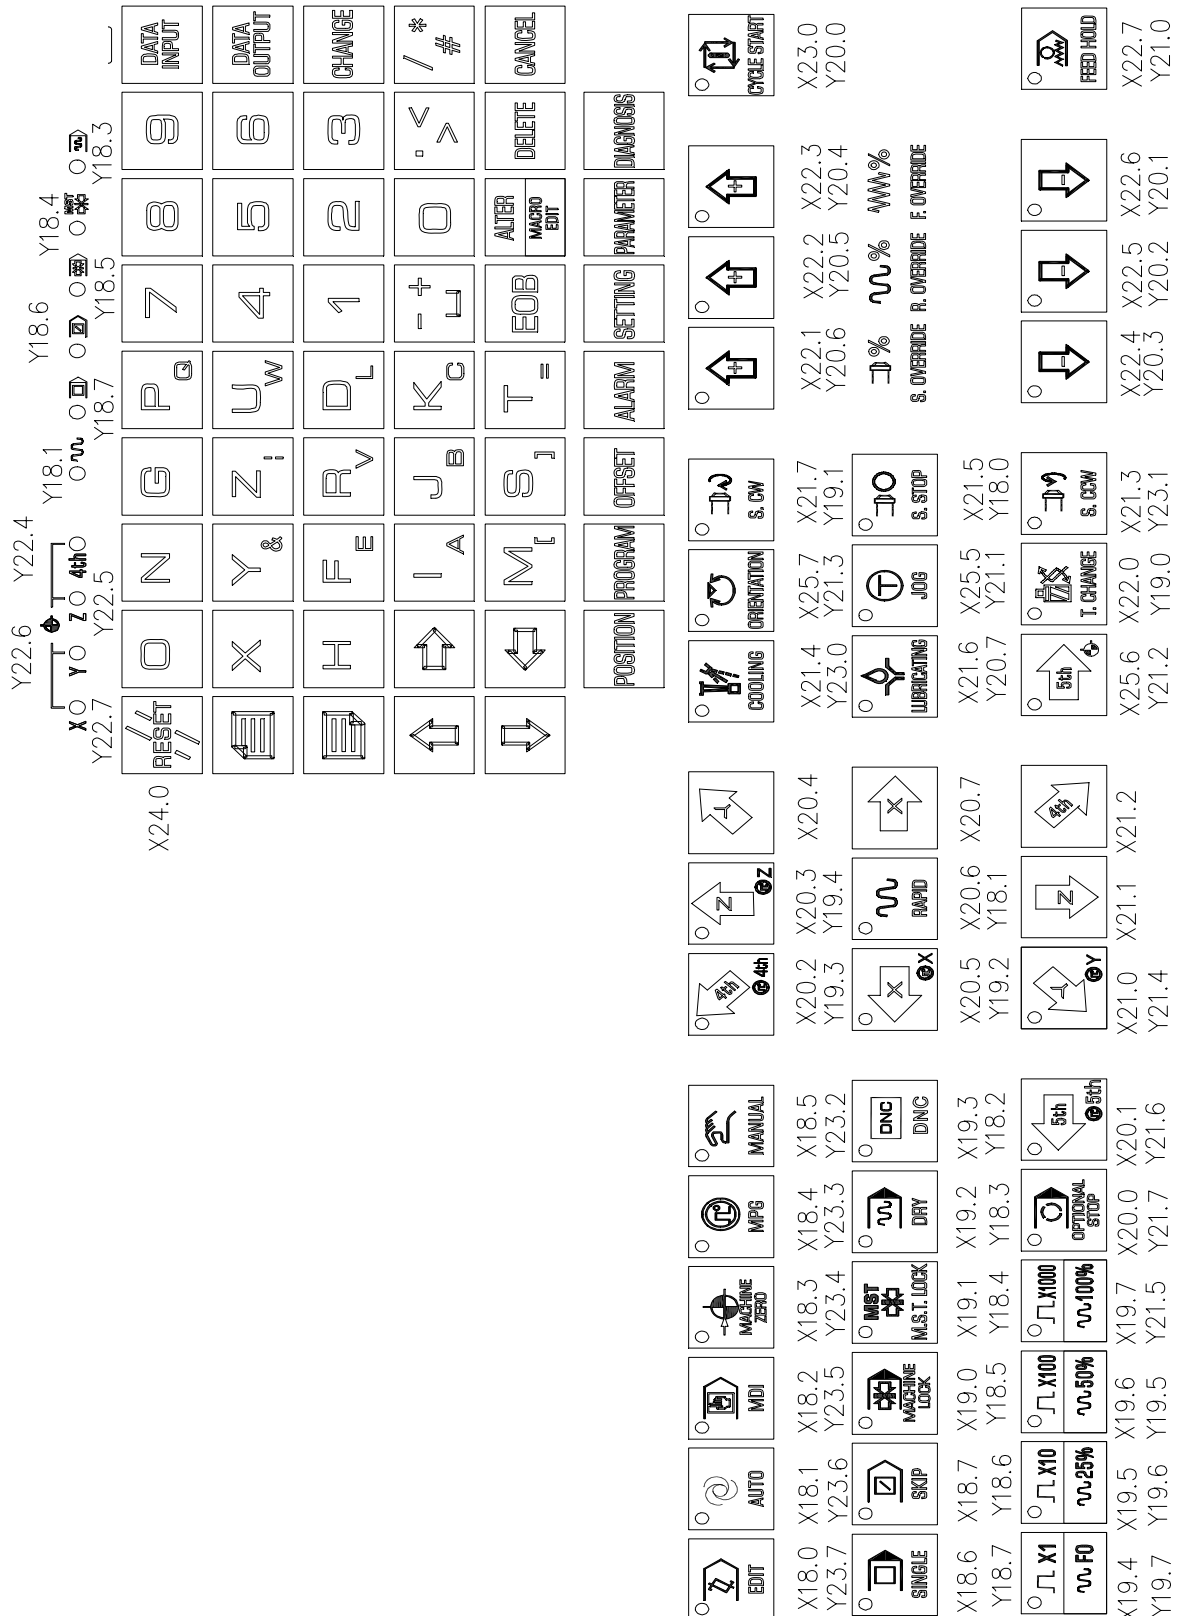 Y22.6 Y22.4
Y18.1 Y18.6 Y18.4
X Y Z 4th MST
Y22.7 Y22.5 Y18.7 Y18.5 Y18.3
X24.0
//RESET// O N G P Q 7 8 9 DATA INPUT
X Y & Z ; U W 4 5 6 DATA OUTPUT
H F E R V D L 1 2 3 CHANGE
I A J B K C - + ␣ 0 . < > / * #
M [ S ] T = EOB ALTER MACRO EDIT DELETE CANCEL
POSITION PROGRAM OFFSET ALARM SETTING PARAMETER DIAGNOSIS
EDIT AUTO MDI MACHINE ZERO MPG MANUAL 4th 4th Z Z Y COOLING ORIENTATION S. CW + + + CYCLE START
X18.0 X18.1 X18.2 X18.3 X18.4 X18.5 X20.2 X20.3 X20.4 X21.4 X25.7 X21.7 X22.1 X22.2 X22.3 X23.0
Y23.7 Y23.6 Y23.5 Y23.4 Y23.3 Y23.2 Y19.3 Y19.4 Y23.0 Y21.3 Y19.1 Y20.6 Y20.5 Y20.4 Y20.0
SINGLE SKIP MACHINE LOCK MST M.S.T. LOCK DRY DNC DNC X X RAPID X LUBRICATING T JOG S. STOP % % %
S. OVERRIDE R. OVERRIDE F. OVERRIDE
X18.6 X18.7 X19.0 X19.1 X19.2 X19.3 X20.5 X20.6 X20.7 X21.6 X25.5 X21.5
Y18.7 Y18.6 Y18.5 Y18.4 Y18.3 Y18.2 Y19.2 Y18.1 Y20.7 Y21.1 Y18.0
X1 F0 X10 25% X100 50% X1000 100% OPTIONAL STOP 5th 5th Y Y Z 4th 5th T. CHANGE S. CCW - - - FEED HOLD
X19.4 X19.5 X19.6 X19.7 X20.0 X20.1 X21.0 X21.1 X21.2 X25.6 X22.0 X21.3 X22.4 X22.5 X22.6 X22.7
Y19.7 Y19.6 Y19.5 Y21.5 Y21.7 Y21.6 Y21.4 Y21.2 Y19.0 Y23.1 Y20.3 Y20.2 Y20.1 Y21.0